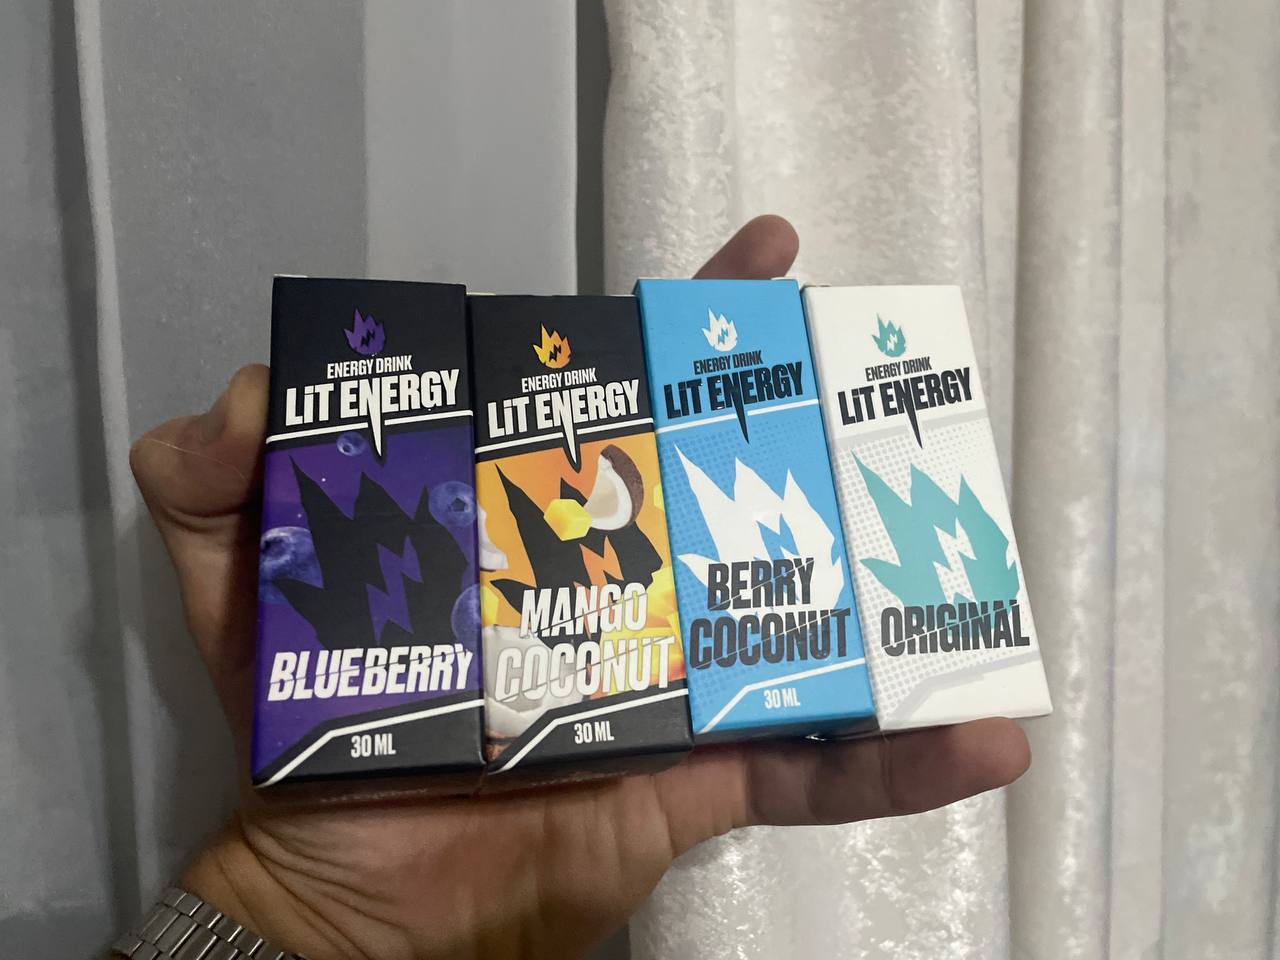 ENERGY DRINK
LiT ENERGY
BLUEBERRY
30 ML
ENERGY DRINK
LiT ENERGY
MANGO
COCONUT
30 ML
ENERGY DRINK
LiT ENERGY
BERRY
COCONUT
30 ML
ENERGY DRINK
LiT ENERGY
ORIGINAL